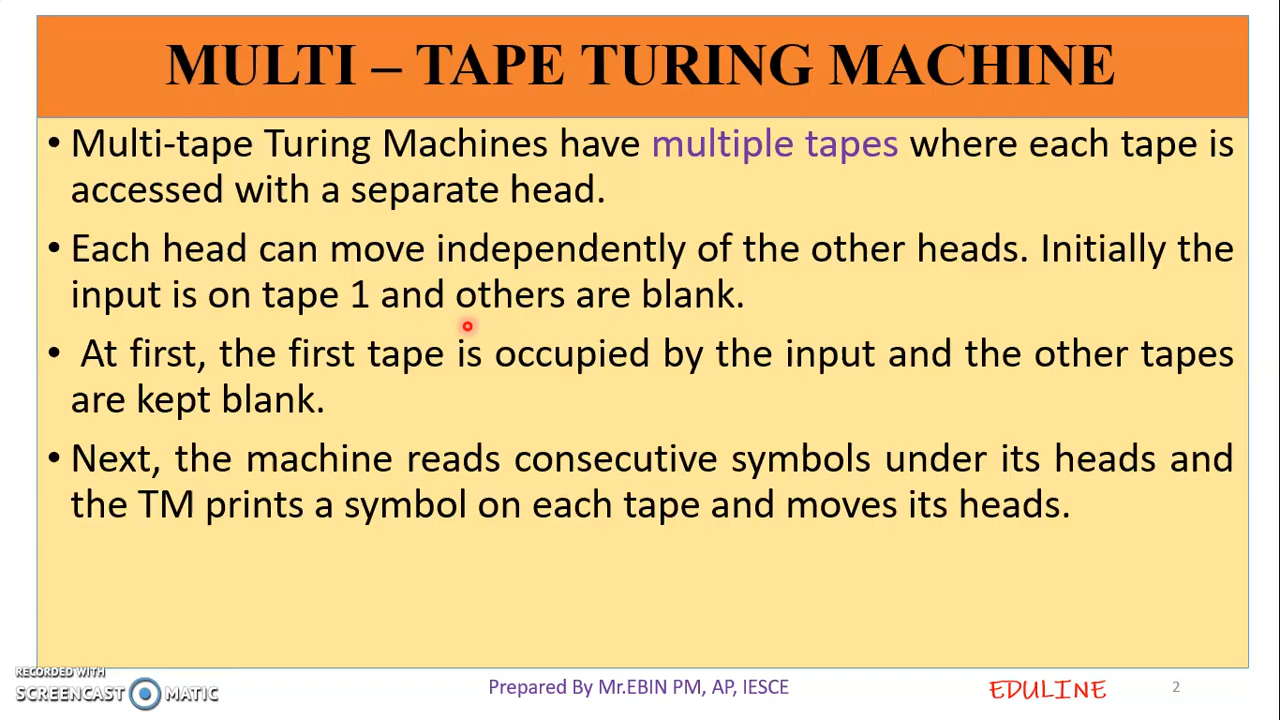 MULTI – TAPE TURING MACHINE
• Multi-tape Turing Machines have multiple tapes where each tape is
accessed with a separate head.
• Each head can move independently of the other heads. Initially the
input is on tape 1 and others are blank.
• At first, the first tape is occupied by the input and the other tapes
are kept blank.
• Next, the machine reads consecutive symbols under its heads and
the TM prints a symbol on each tape and moves its heads.
RECORDED WITH
SCREENCAST MATIC
Prepared By Mr.EBIN PM, AP, IESCE
EDULINE
2